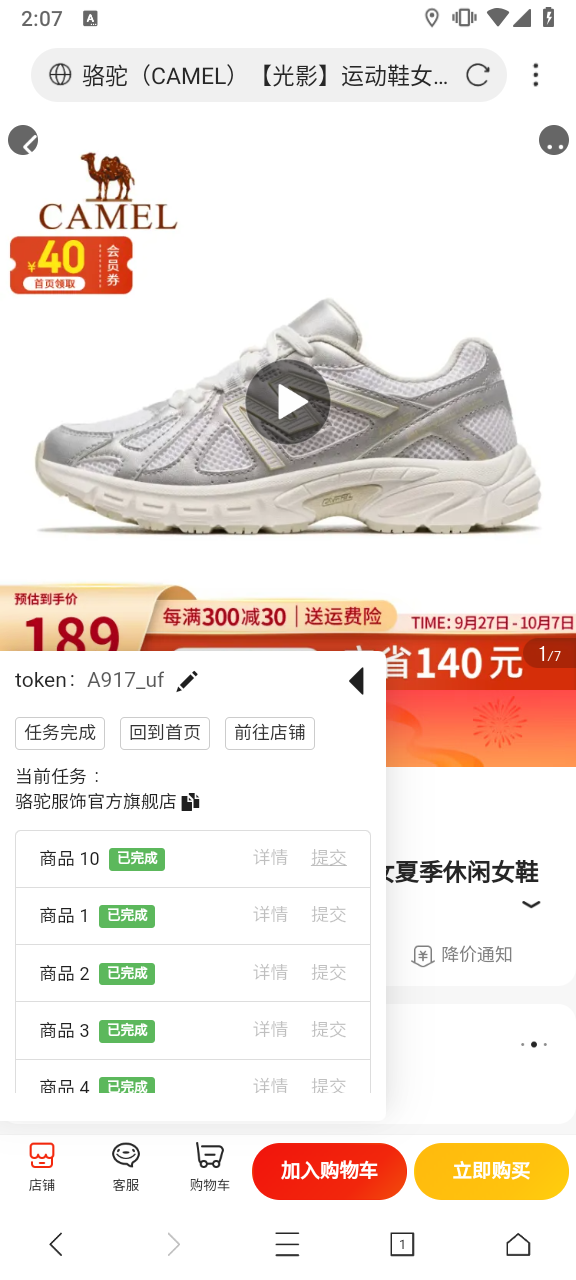 2:07
A
骆驼（CAMEL）【光影】运动鞋女...
CAMEL
¥40
会员券
首页领取
CAMEL
预估到手价
189
每满300减30 | 送运费险
TIME: 9月27日 - 10月7日
省140元
1/7
token: A917_uf
任务完成
回到首页
前往店铺
当前任务：
骆驼服饰官方旗舰店
商品 10 已完成 详情 提交
女夏季休闲女鞋
商品 1 已完成 详情 提交
降价通知
商品 2 已完成 详情 提交
商品 3 已完成 详情 提交
商品 4 已完成 详情 提交
店铺
客服
购物车
加入购物车
立即购买
1